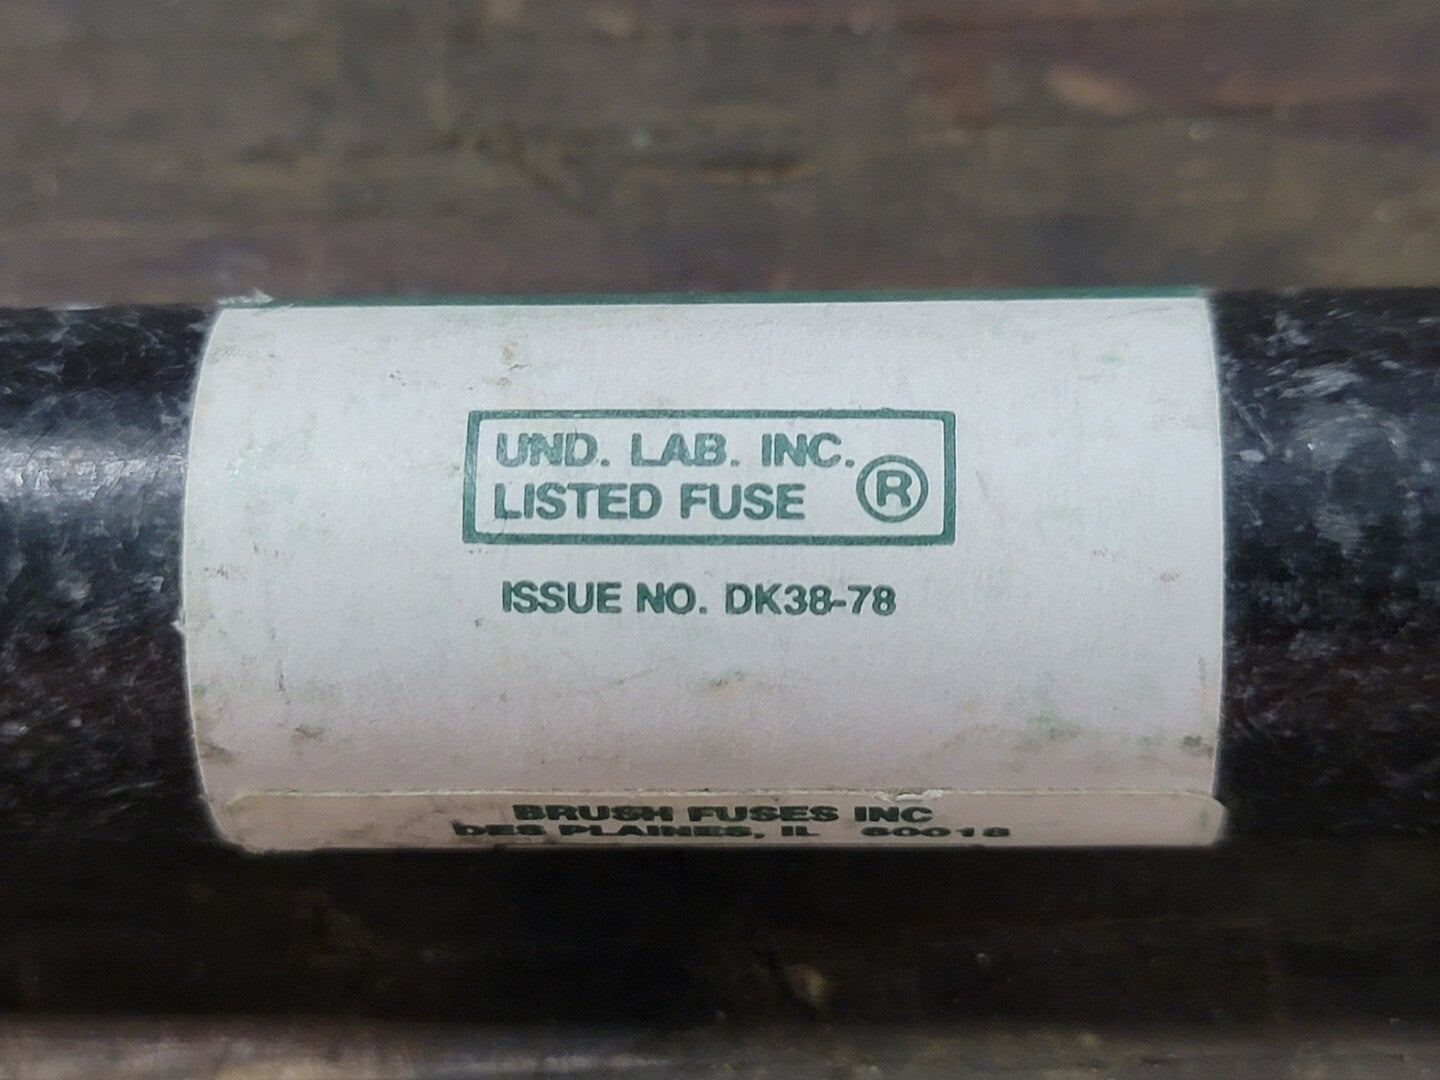 UND. LAB. INC.
LISTED FUSE ®
ISSUE NO. DK38-78
BRUSH FUSES INC
DES PLAINES, IL 60018